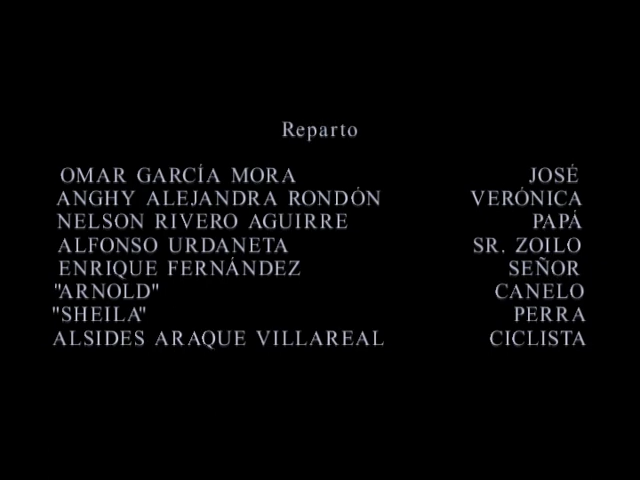 Reparto
OMAR GARCÍA MORA JOSÉ
ANGHY ALEJANDRA RONDÓN VERÓNICA
NELSON RIVERO AGUIRRE PAPÁ
ALFONSO URDANETA SR. ZOILO
ENRIQUE FERNÁNDEZ SEÑOR
"ARNOLD" CANELO
"SHEILA" PERRA
ALSIDES ARAQUE VILLAREAL CICLISTA